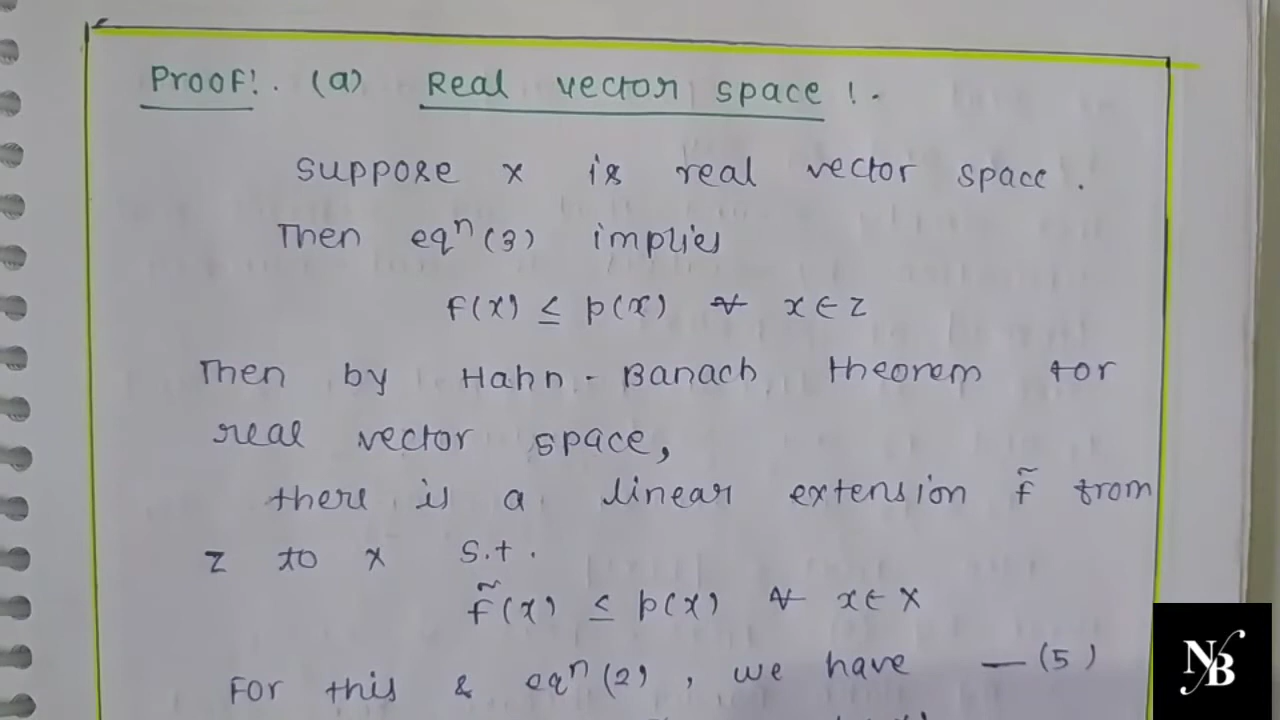 Proof:. (a) Real vector space :.
Suppose X is real vector space .
Then eqⁿ (3) implies
f(x) ≤ p(x) ∀ x ∈ Z
Then by Hahn - Banach theorem for
real vector space,
there is a linear extension f̃ from
Z to X s.t.
f̃(x) ≤ p(x) ∀ x ∈ X
For this & eqⁿ (2) , we have — (5)
NB